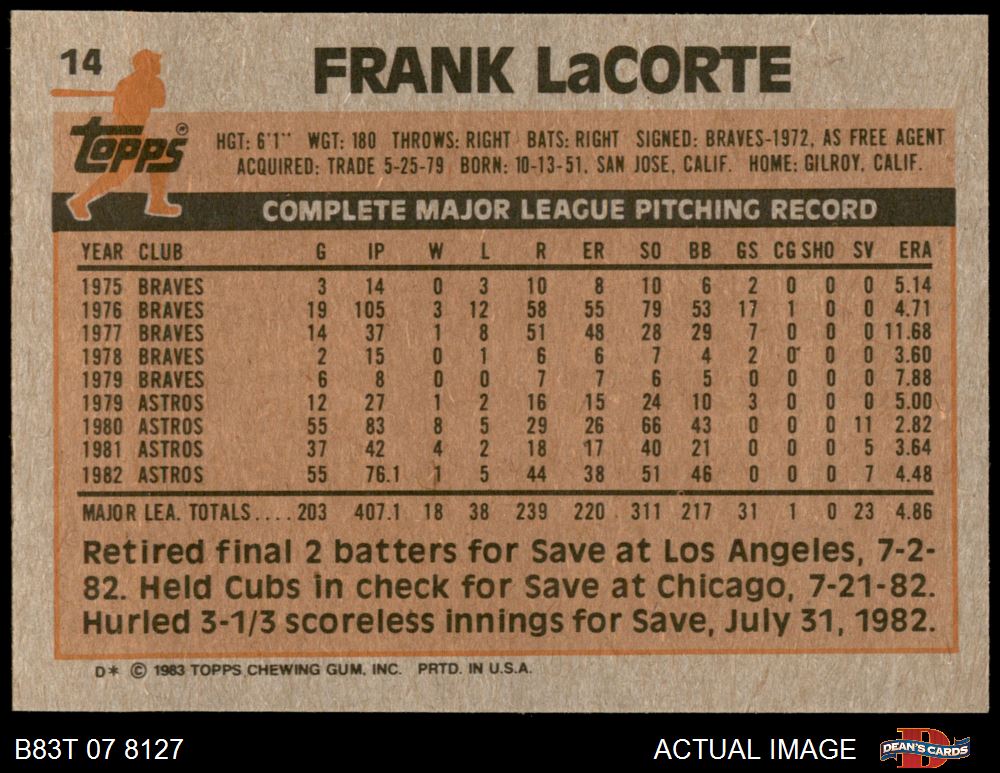 14
FRANK LaCORTE
TOPPS ®
HGT: 6'1" WGT: 180 THROWS: RIGHT BATS: RIGHT SIGNED: BRAVES-1972, AS FREE AGENT
ACQUIRED: TRADE 5-25-79 BORN: 10-13-51, SAN JOSE, CALIF. HOME: GILROY, CALIF.
COMPLETE MAJOR LEAGUE PITCHING RECORD
YEAR CLUB G IP W L R ER SO BB GS CG SHO SV ERA
1975 BRAVES 3 14 0 3 10 8 10 6 2 0 0 0 5.14
1976 BRAVES 19 105 3 12 58 55 79 53 17 1 0 0 4.71
1977 BRAVES 14 37 1 8 51 48 28 29 7 0 0 0 11.68
1978 BRAVES 2 15 0 1 6 6 7 4 2 0 0 0 3.60
1979 BRAVES 6 8 0 0 7 7 6 5 0 0 0 0 7.88
1979 ASTROS 12 27 1 2 16 15 24 10 3 0 0 0 5.00
1980 ASTROS 55 83 8 5 29 26 66 43 0 0 0 11 2.82
1981 ASTROS 37 42 4 2 18 17 40 21 0 0 0 5 3.64
1982 ASTROS 55 76.1 1 5 44 38 51 46 0 0 0 7 4.48
MAJOR LEA. TOTALS.... 203 407.1 18 38 239 220 311 217 31 1 0 23 4.86
Retired final 2 batters for Save at Los Angeles, 7-2-
82. Held Cubs in check for Save at Chicago, 7-21-82.
Hurled 3-1/3 scoreless innings for Save, July 31, 1982.
D* © 1983 TOPPS CHEWING GUM, INC. PRTD. IN U.S.A.
B83T 07 8127 ACTUAL IMAGE DEAN'S CARDS